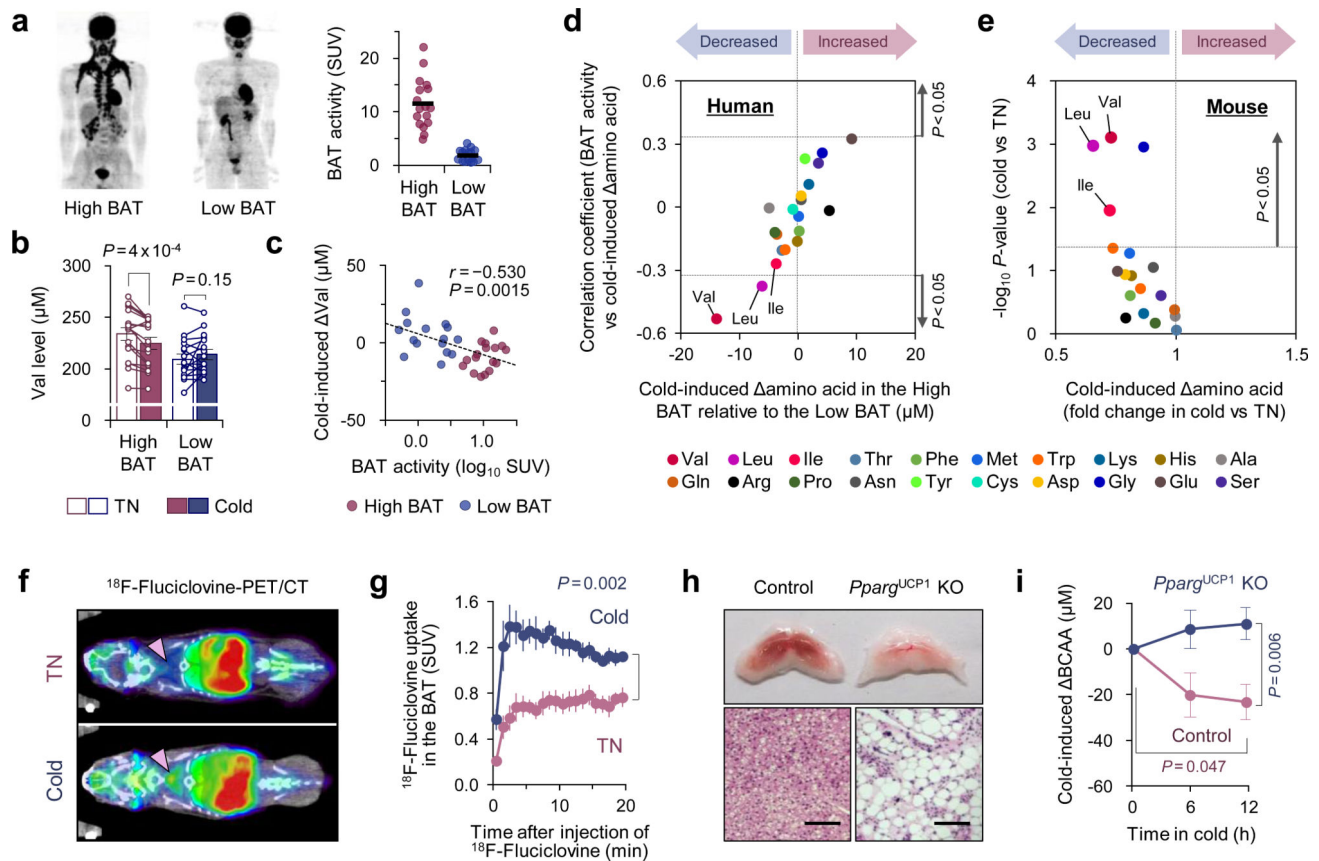 a
High BAT
Low BAT
BAT activity (SUV)
25
20
15
10
5
0
High
BAT
Low
BAT
b
P = 4 x 10-4
P = 0.15
Val level (µM)
300
250
200
0
High
BAT
Low
BAT
TN
Cold
c
r = −0.530
P = 0.0015
Cold-induced ΔVal (µM)
50
0
-50
0.0
1.0
BAT activity (log10 SUV)
High BAT
Low BAT
d
Decreased
Increased
Correlation coefficient (BAT activity
vs cold-induced Δamino acid)
0.6
0.3
0
-0.3
-0.6
Human
P < 0.05
P < 0.05
Val
Leu
Ile
-20
-10
0
10
20
Cold-induced Δamino acid in the High
BAT relative to the Low BAT (µM)
e
Decreased
Increased
-log10 P-value (cold vs TN)
4
3
2
1
0
Mouse
Val
Leu
Ile
P < 0.05
0.5
1
1.5
Cold-induced Δamino acid
(fold change in cold vs TN)
Val Leu Ile Thr Phe Met Trp Lys His Ala
Gln Arg Pro Asn Tyr Cys Asp Gly Glu Ser
f
18F-Fluciclovine-PET/CT
TN
Cold
g
P = 0.002
18F-Fluciclovine uptake
in the BAT (SUV)
1.6
1.2
0.8
0.4
0.0
Cold
TN
0
10
20
Time after injection of
18F-Fluciclovine (min)
h
Control
PpargUCP1 KO
i
PpargUCP1 KO
Cold-induced ΔBCAA (µM)
20
0
-20
-40
-60
P = 0.006
Control
P = 0.047
0
6
12
Time in cold (h)